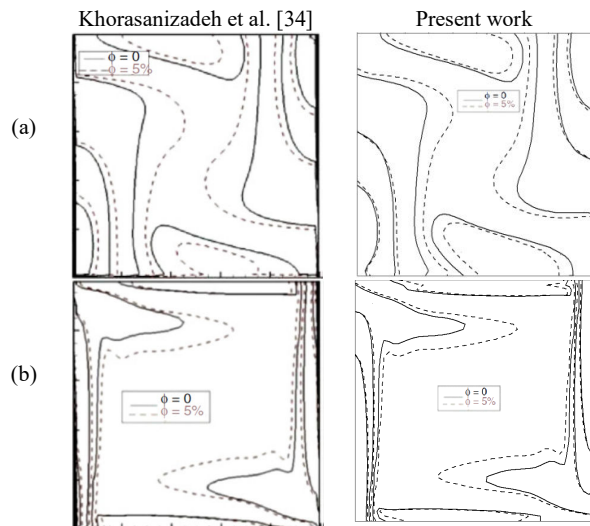 Khorasanizadeh et al. [34] Present work
(a)
ϕ = 0
ϕ = 5%
ϕ = 0
ϕ = 5%
(b)
ϕ = 0
ϕ = 5%
ϕ = 0
ϕ = 5%